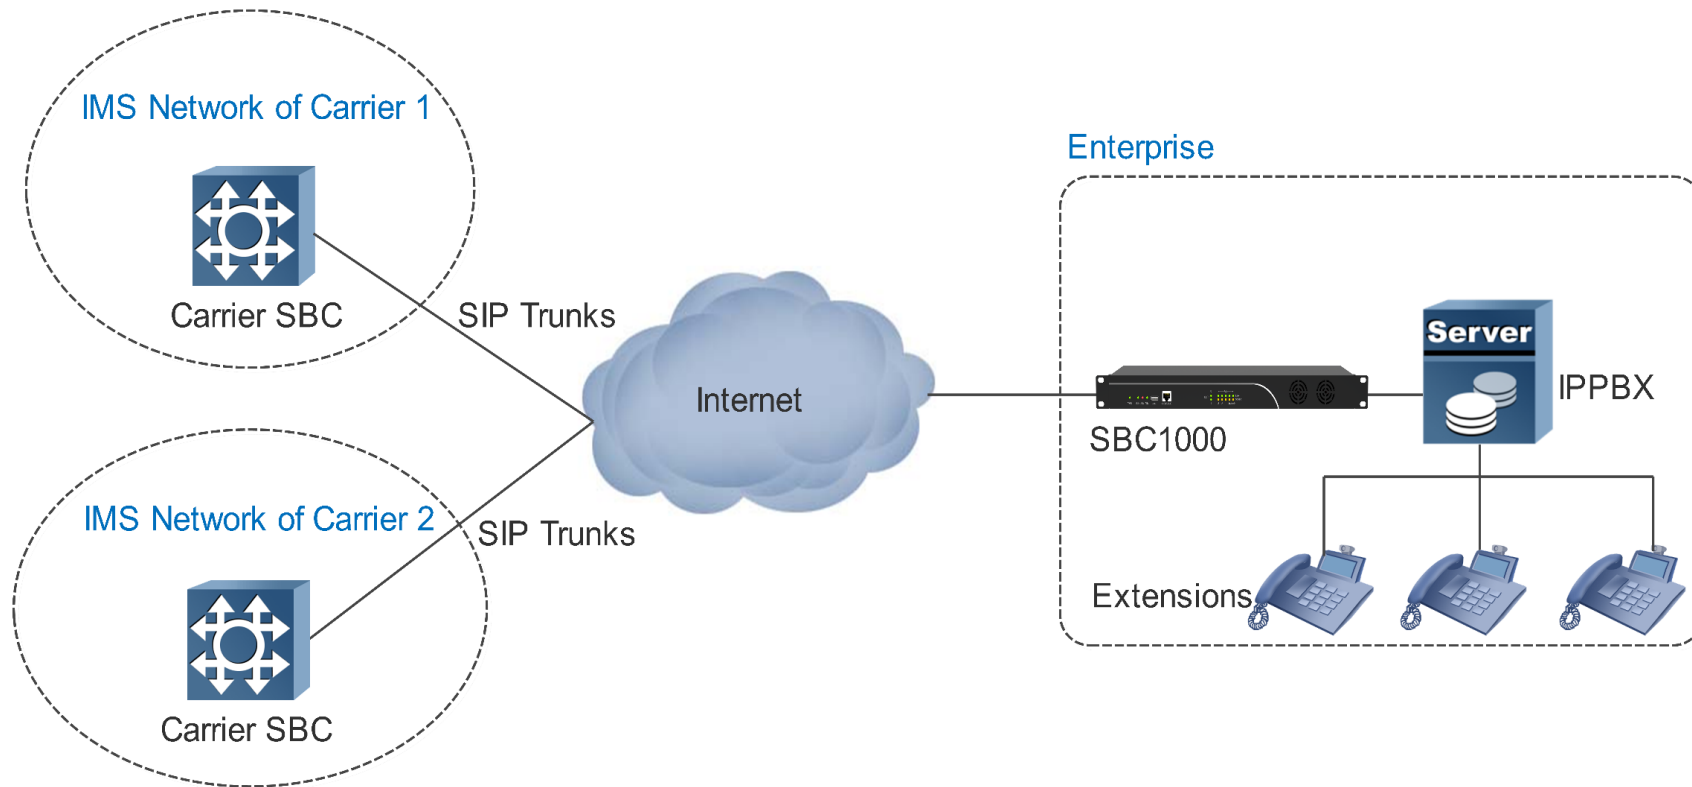 IMS Network of Carrier 1
Carrier SBC
SIP Trunks
IMS Network of Carrier 2
SIP Trunks
Carrier SBC
Internet
Enterprise
SBC1000
Server
IPPBX
Extensions